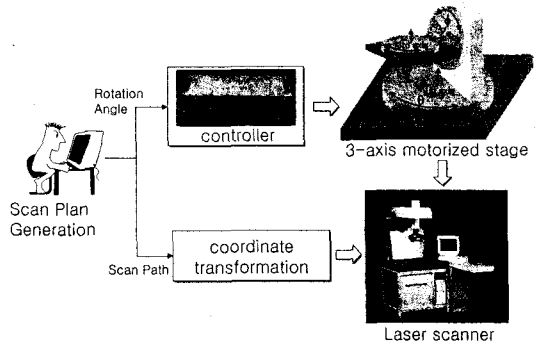 Rotation
Angle
controller
3-axis motorized stage
Scan Plan
Generation
Scan Path
coordinate
transformation
Laser scanner